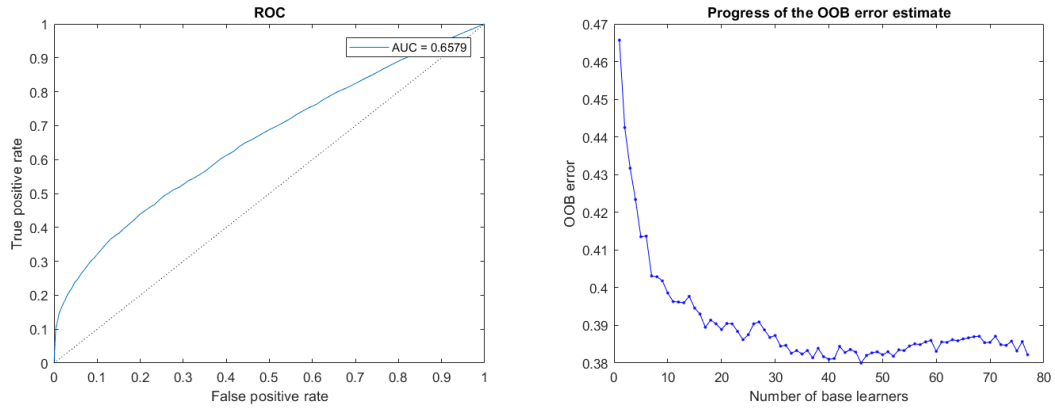 ROC
AUC = 0.6579
True positive rate
1
0.9
0.8
0.7
0.6
0.5
0.4
0.3
0.2
0.1
0
0 0.1 0.2 0.3 0.4 0.5 0.6 0.7 0.8 0.9 1
False positive rate
Progress of the OOB error estimate
OOB error
0.47
0.46
0.45
0.44
0.43
0.42
0.41
0.4
0.39
0.38
0 10 20 30 40 50 60 70 80
Number of base learners